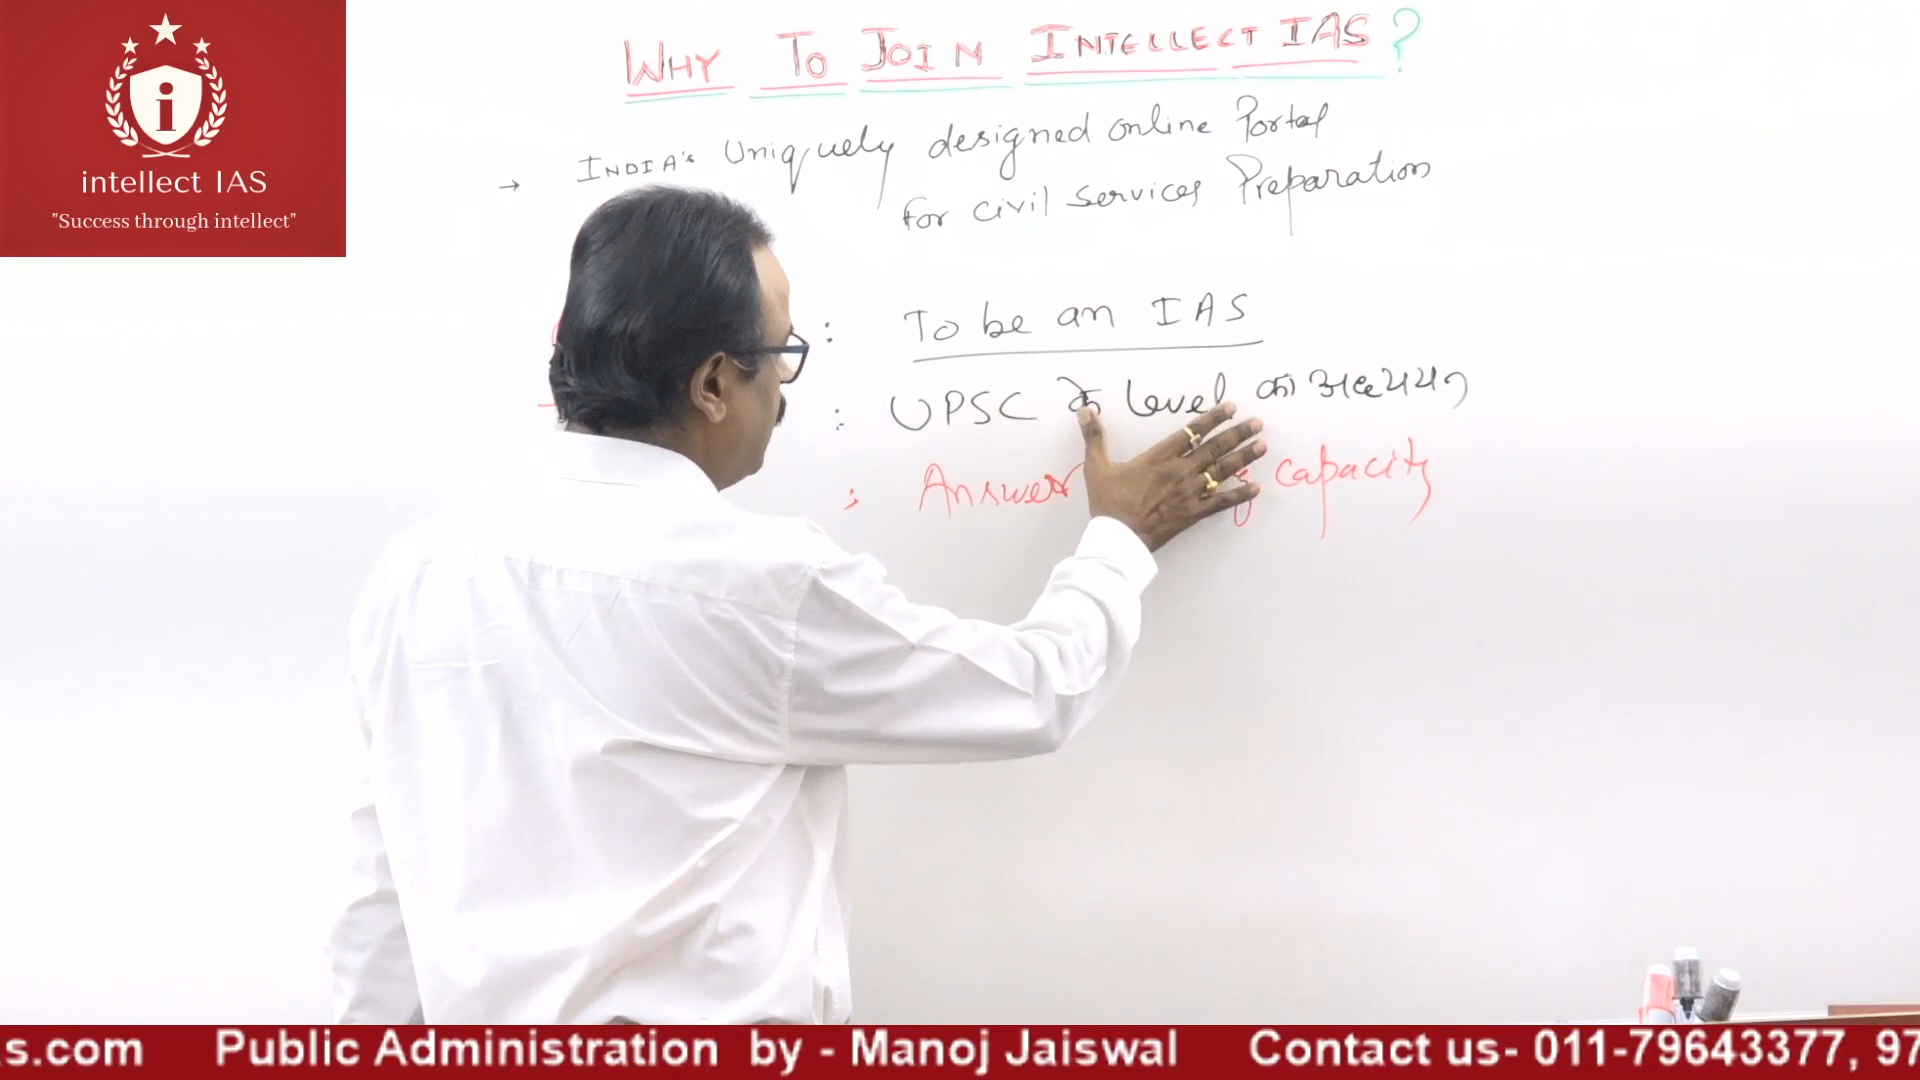 intellect IAS
"Success through intellect"
WHY TO JOIN INTELLECT IAS?
→ INDIA's Uniquely designed online Portal
for civil services Preparation
: To be an IAS
: UPSC के level का अध्ययन
: Answer capacity
s.com Public Administration by - Manoj Jaiswal Contact us- 011-79643377, 97